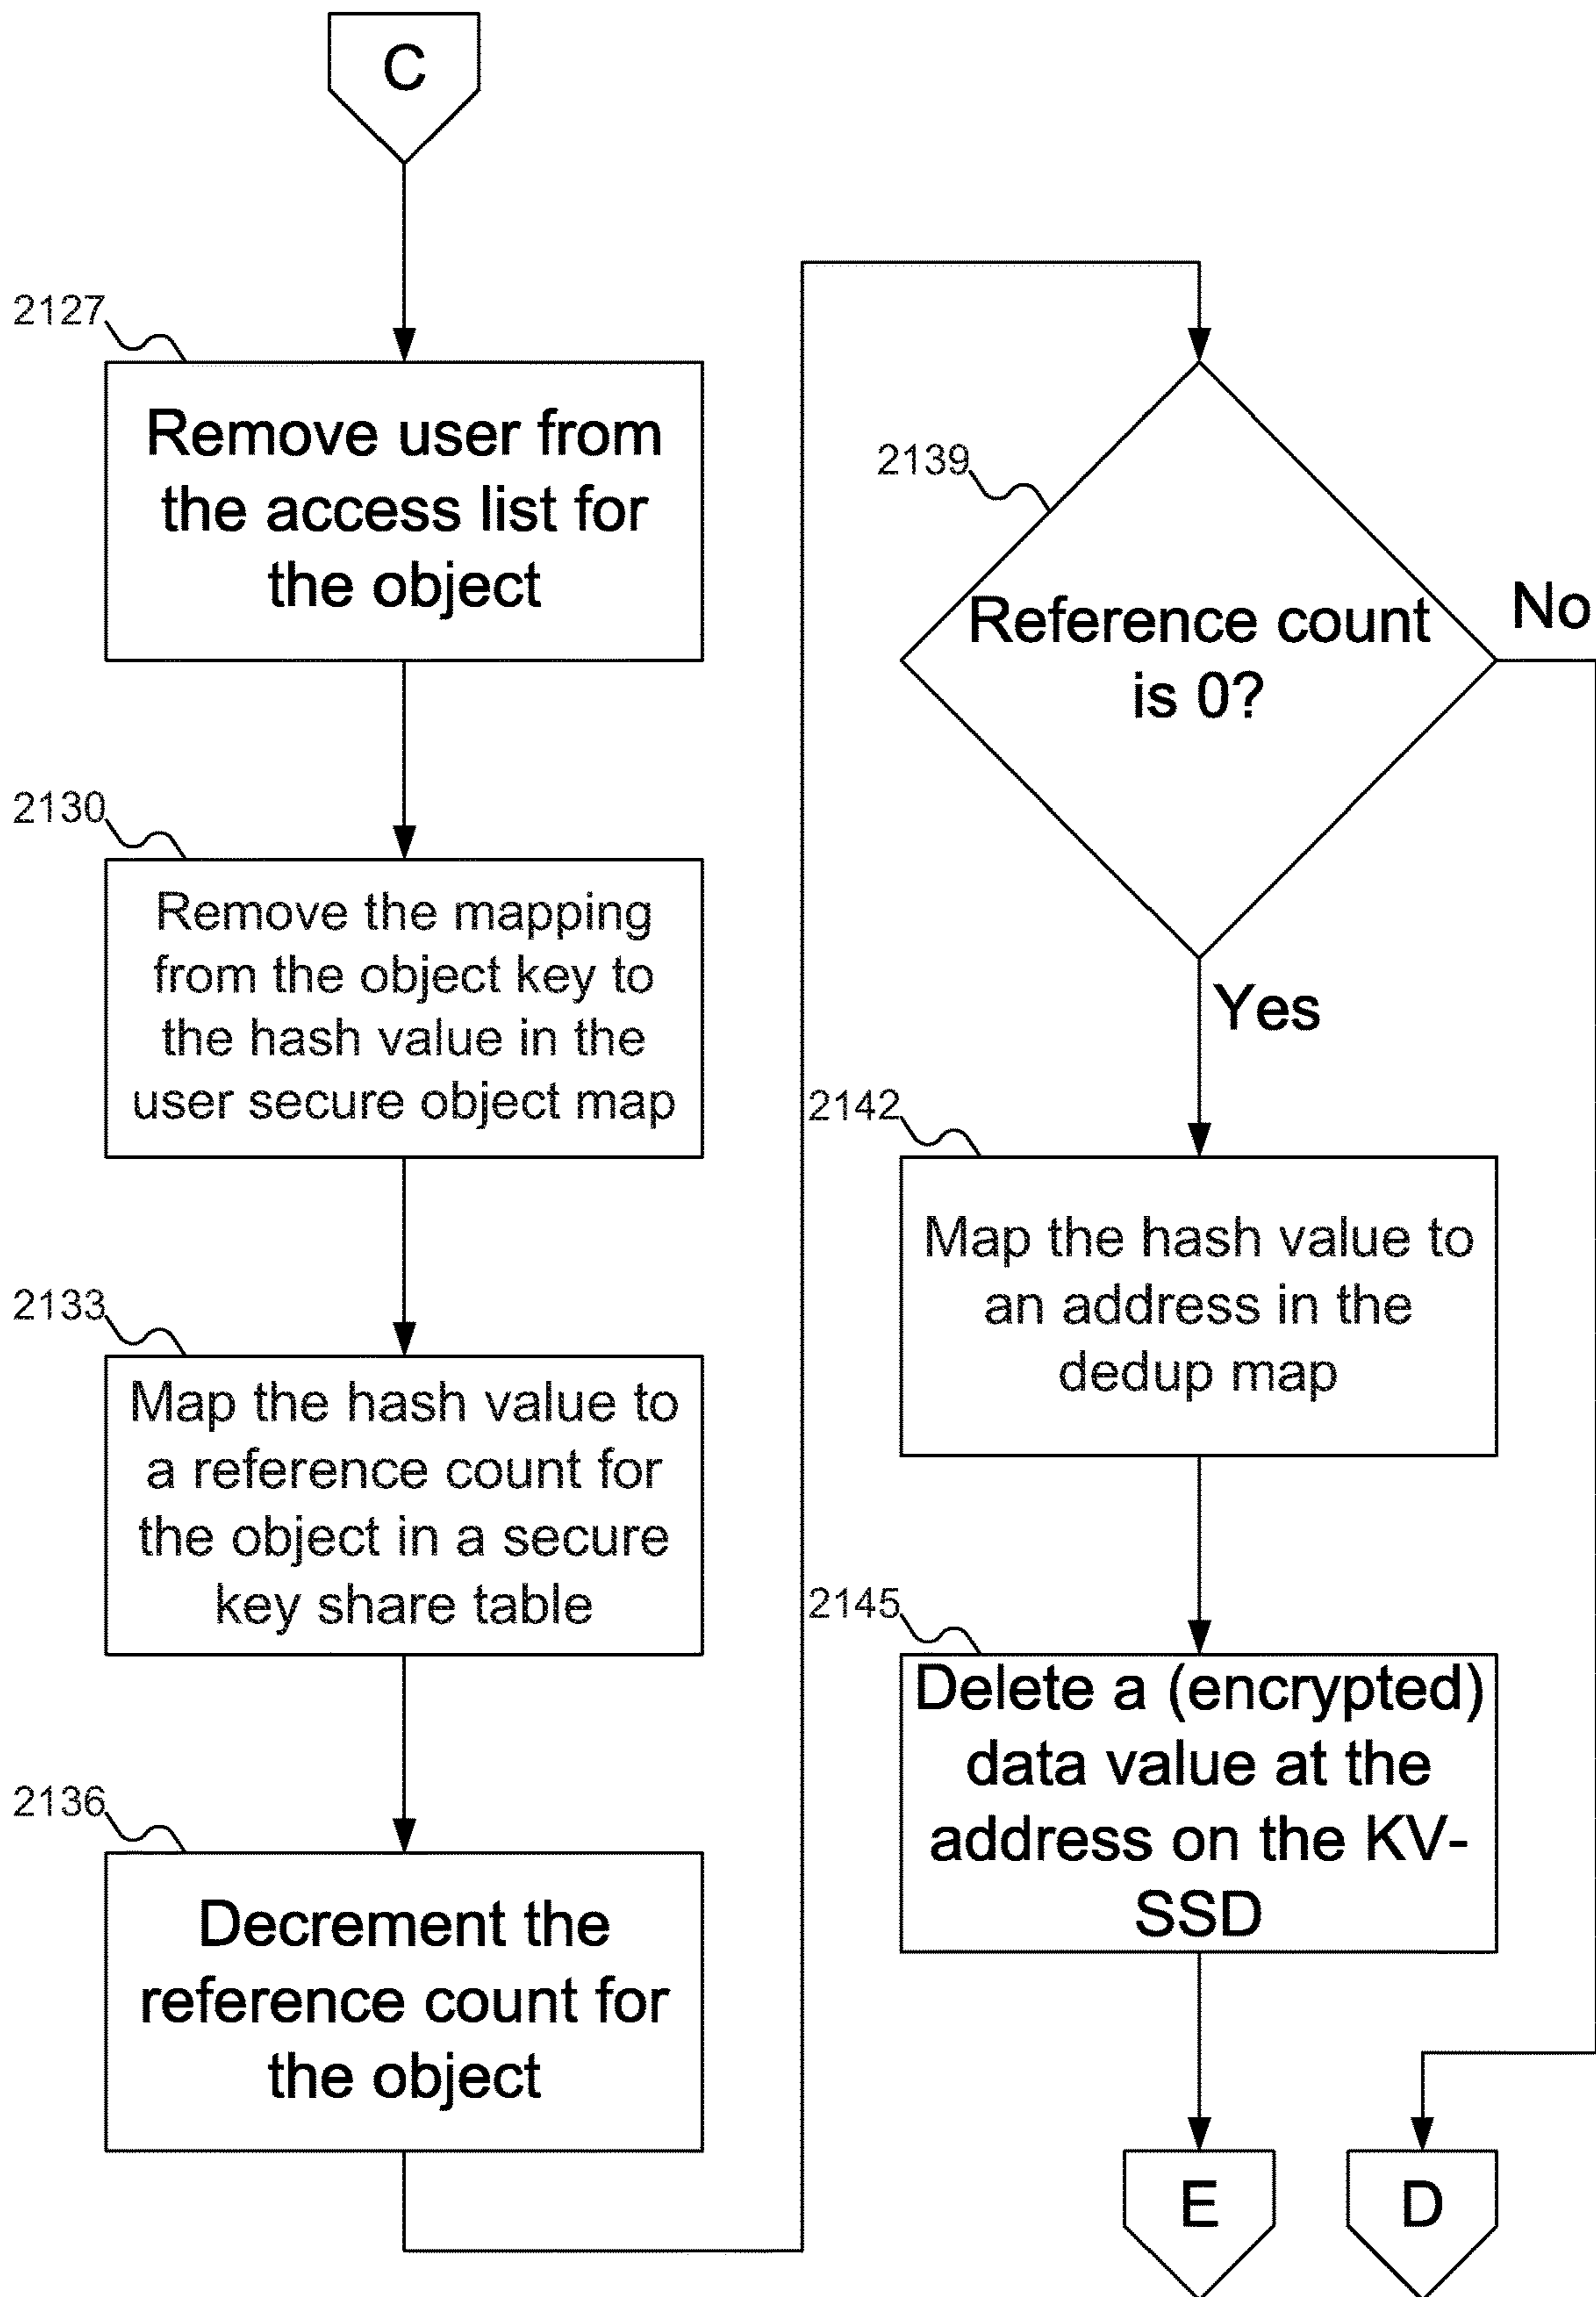 C
2127
Remove user from
the access list for
the object
2130
Remove the mapping
from the object key to
the hash value in the
user secure object map
2133
Map the hash value to
a reference count for
the object in a secure
key share table
2136
Decrement the
reference count for
the object
2139
Reference count
is 0?
No
Yes
2142
Map the hash value to
an address in the
dedup map
2145
Delete a (encrypted)
data value at the
address on the KV-
SSD
E
D